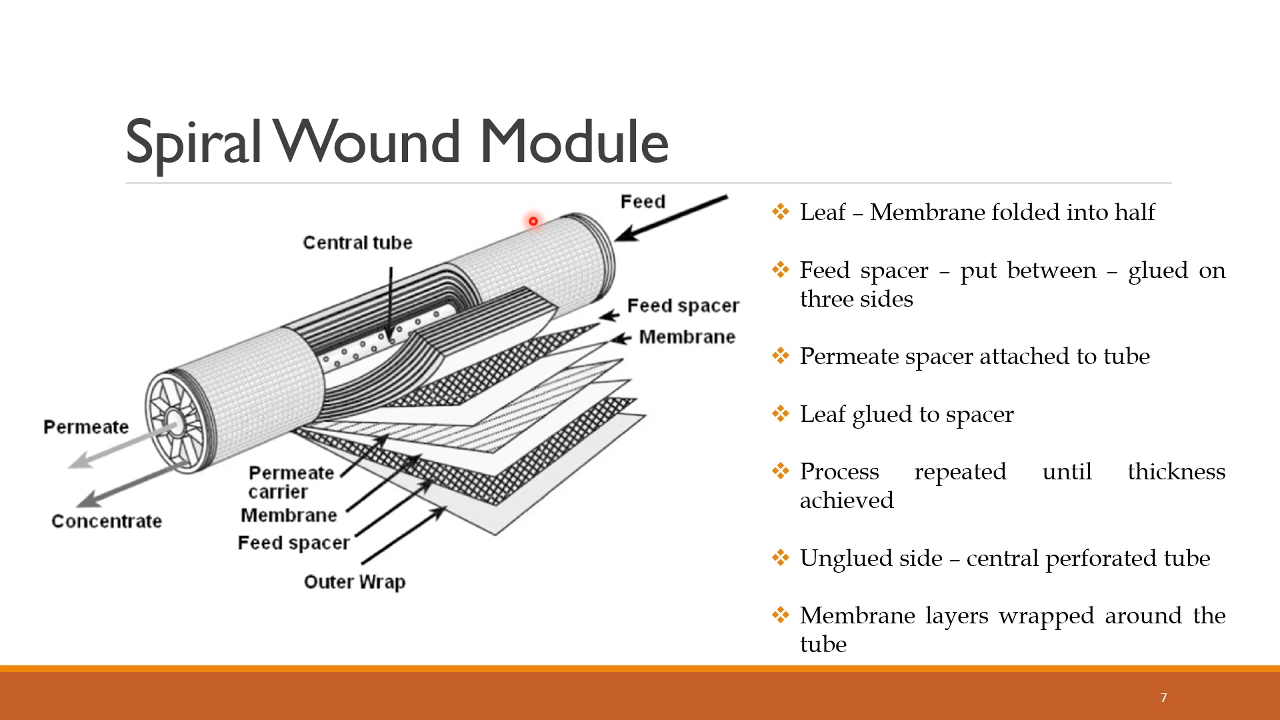 Spiral Wound Module
Feed
Central tube
Feed spacer
Membrane
Permeate
Concentrate
Permeate
carrier
Membrane
Feed spacer
Outer Wrap
❖ Leaf – Membrane folded into half
❖ Feed spacer – put between – glued on
three sides
❖ Permeate spacer attached to tube
❖ Leaf glued to spacer
❖ Process repeated until thickness
achieved
❖ Unglued side – central perforated tube
❖ Membrane layers wrapped around the
tube
7